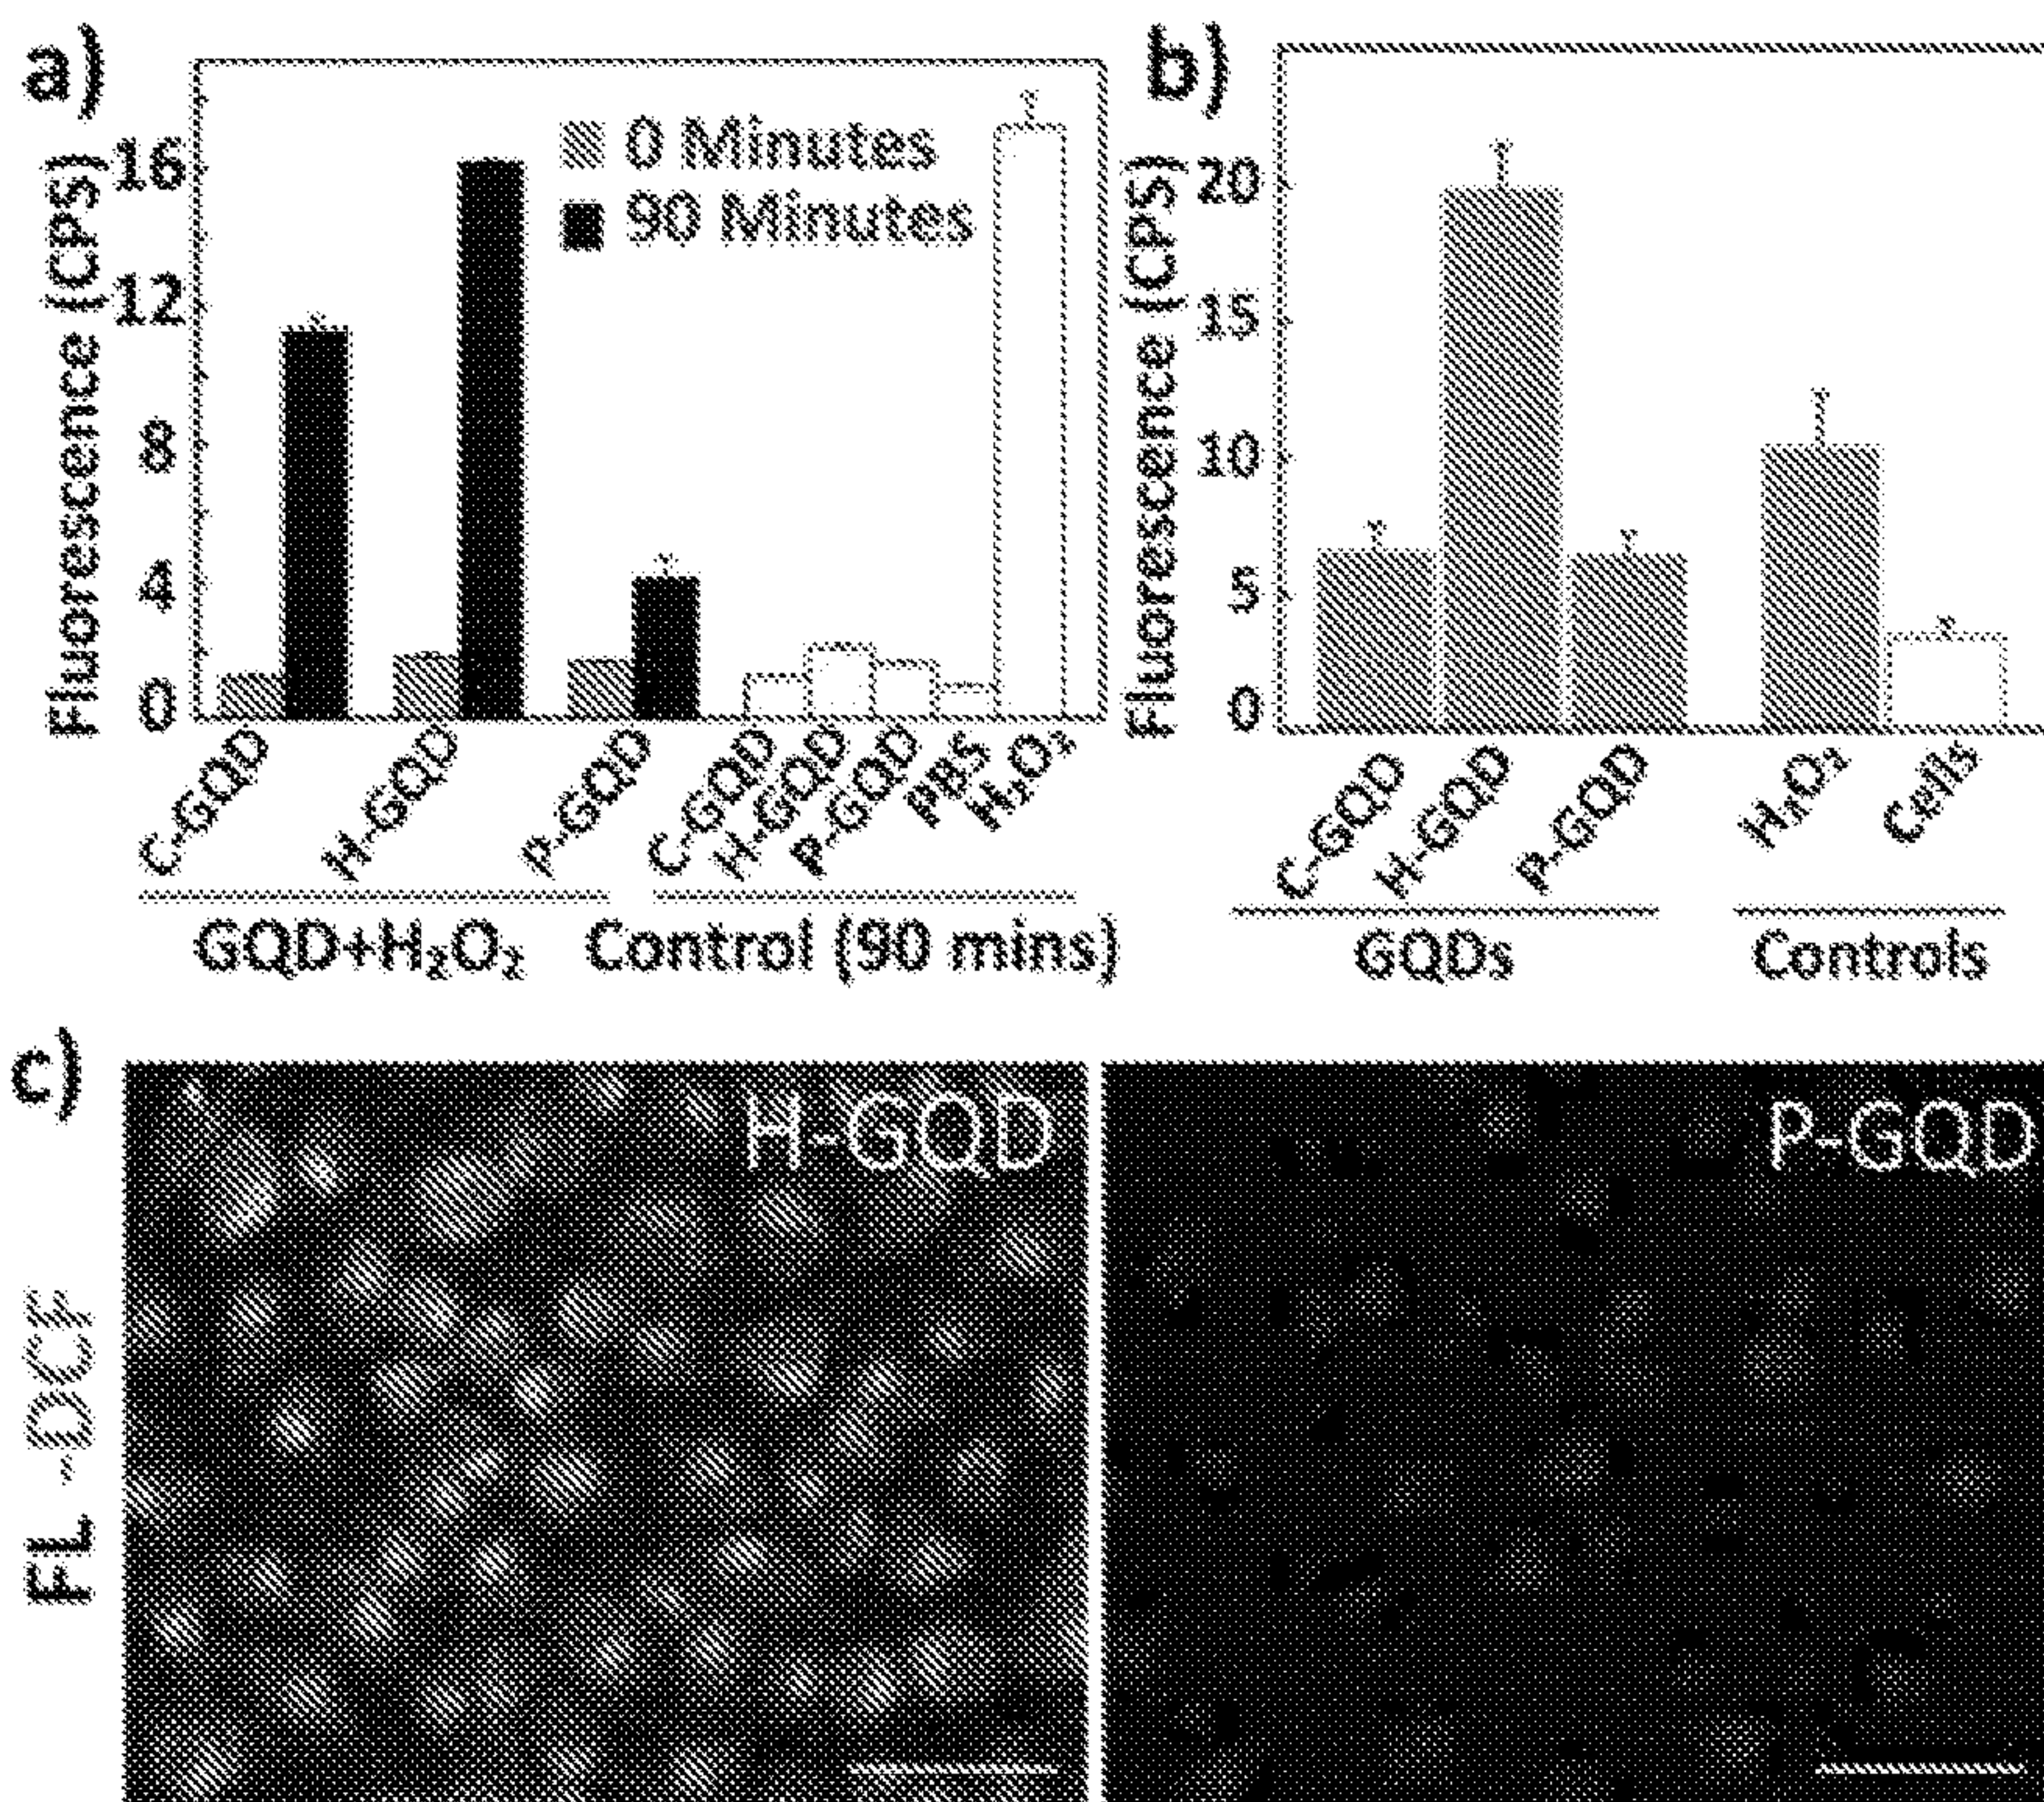 a)
Fluorescence (CPS)
16
12
8
4
0
0 Minutes
90 Minutes
C-GQD
H-GQD
P-GQD
C-GQD
H-GQD
P-GQD
PBS
H₂O₂
GQD+H₂O₂
Control (90 mins)
b)
Fluorescence (CPS)
20
15
10
5
0
C-GQD
H-GQD
P-GQD
H₂O₂
Cells
GQDs
Controls
c)
FL -DCF
H-GQD
P-GQD